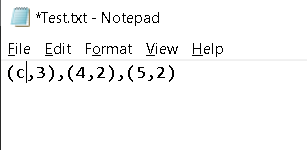 *Test.txt - Notepad
File Edit Format View Help
(c,3),(4,2),(5,2)